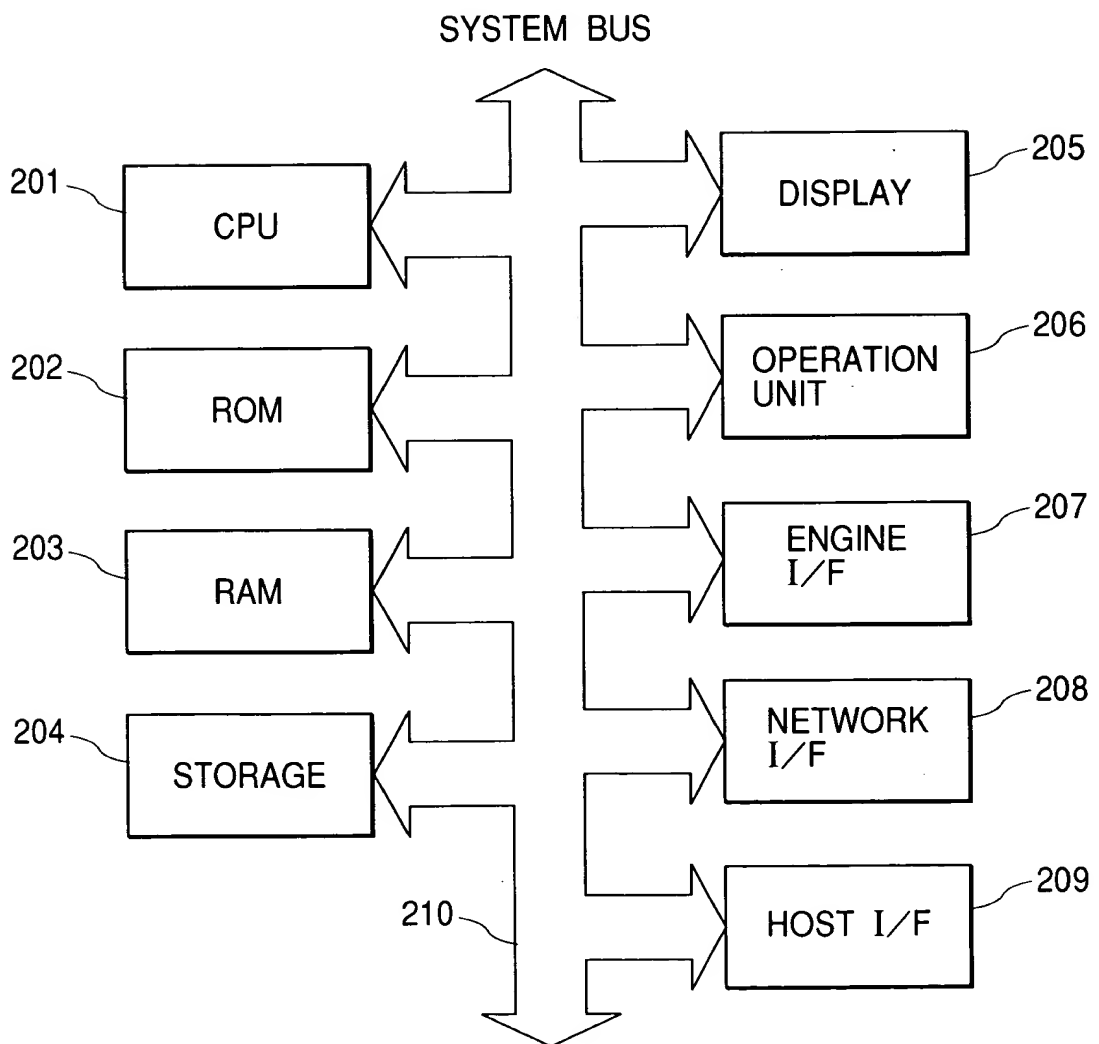 SYSTEM BUS
201
CPU
202
ROM
203
RAM
204
STORAGE
210
205
DISPLAY
206
OPERATION
UNIT
207
ENGINE
I/F
208
NETWORK
I/F
209
HOST I/F